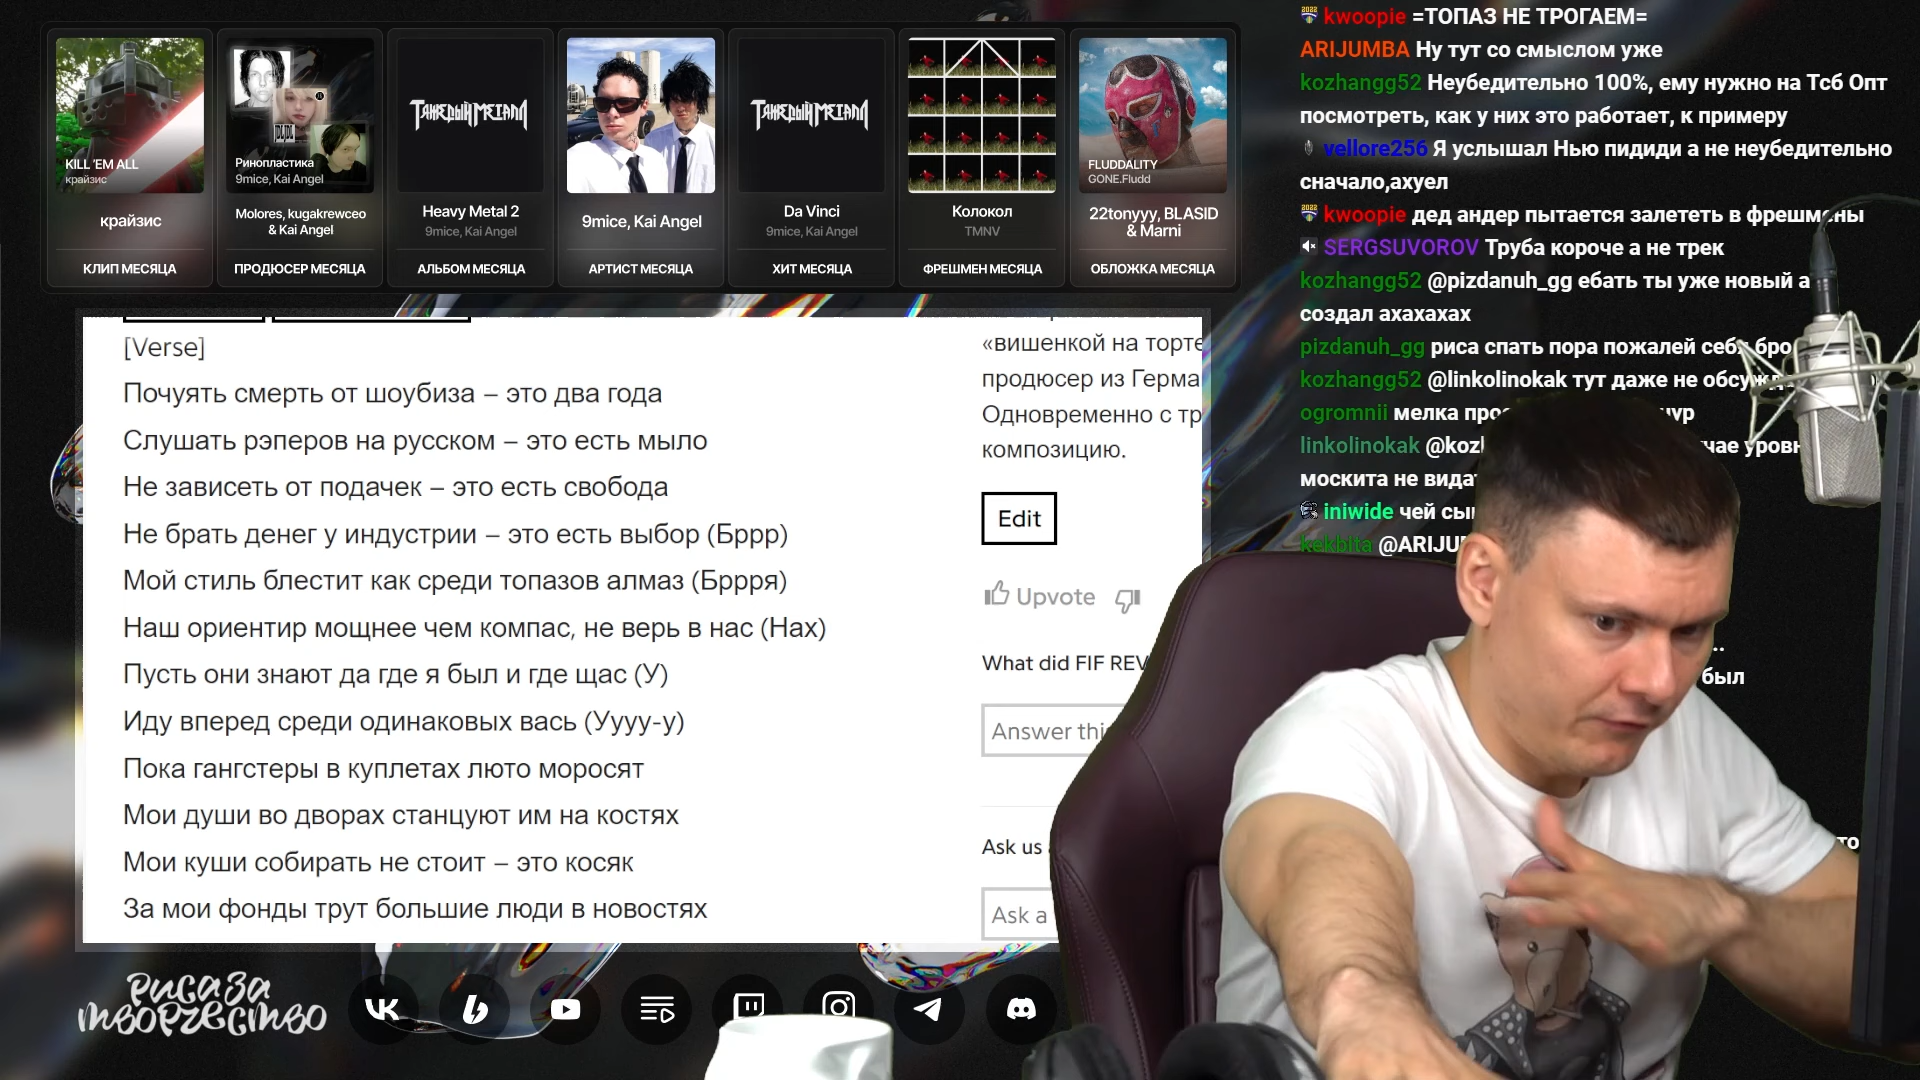 KILL 'EM ALL
крайзис
крайзис
КЛИП МЕСЯЦА
Ринопластика
9mice, Kai Angel
Molores, kugakrewceo
& Kai Angel
ПРОДЮСЕР МЕСЯЦА
ТЯЖЕЛЫЙ МЕТАЛЛ
Heavy Metal 2
9mice, Kai Angel
АЛЬБОМ МЕСЯЦА
9mice, Kai Angel
АРТИСТ МЕСЯЦА
ТЯЖЕЛЫЙ МЕТАЛЛ
Da Vinci
9mice, Kai Angel
ХИТ МЕСЯЦА
Колокол
TMNV
ФРЕШМЕН МЕСЯЦА
FLUDDALITY
GONE.Fludd
22tonyyy, BLASID
& Marni
ОБЛОЖКА МЕСЯЦА
[Verse]
Почуять смерть от шоубиза – это два года
Слушать рэперов на русском – это есть мыло
Не зависеть от подачек – это есть свобода
Не брать денег у индустрии – это есть выбор (Бррр)
Мой стиль блестит как среди топазов алмаз (Бррря)
Наш ориентир мощнее чем компас, не верь в нас (Нах)
Пусть они знают да где я был и где щас (У)
Иду вперед среди одинаковых вась (Уууу-у)
Пока гангстеры в куплетах люто моросят
Мои души во дворах станцуют им на костях
Мои куши собирать не стоит – это косяк
За мои фонды трут большие люди в новостях
«вишенкой на торте
продюсер из Герма
Одновременно с тр
композицию.
Edit
Upvote
What did FIF REV
Answer thi
Ask us
Ask a
kwoopie =ТОПАЗ НЕ ТРОГАЕМ=
ARIJUMBA Ну тут со смыслом уже
kozhangg52 Неубедительно 100%, ему нужно на Тсб Опт
посмотреть, как у них это работает, к примеру
vellore256 Я услышал Нью пидиди а не неубедительно
сначало,ахуел
kwoopie дед андер пытается залететь в фрешмены
SERGSUVOROV Труба короче а не трек
kozhangg52 @pizdanuh_gg ебать ты уже новый а
создал ахахахах
pizdanuh_gg риса спать пора пожалей себя бро
kozhangg52 @linkolinokak тут даже не обсужд
ogromnii мелка про
linkolinokak @kozl чае уровн
москита не вида
iniwide чей сы
kekbita @ARIJU
..
был
то
риса за
творчество
VK